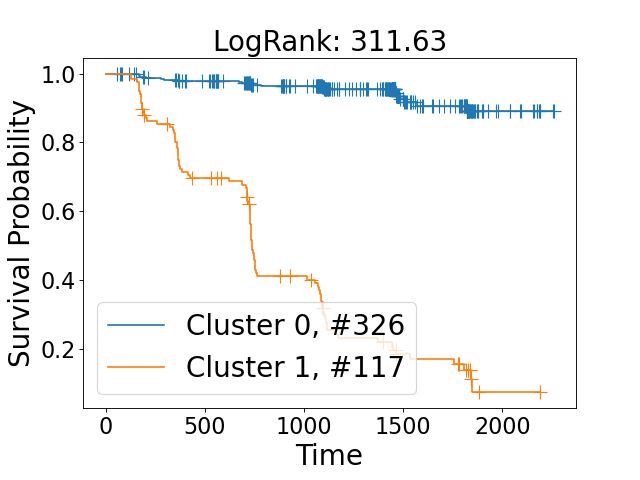 LogRank: 311.63
Survival Probability
1.0
0.8
0.6
0.4
0.2
Cluster 0, #326
Cluster 1, #117
0 500 1000 1500 2000
Time